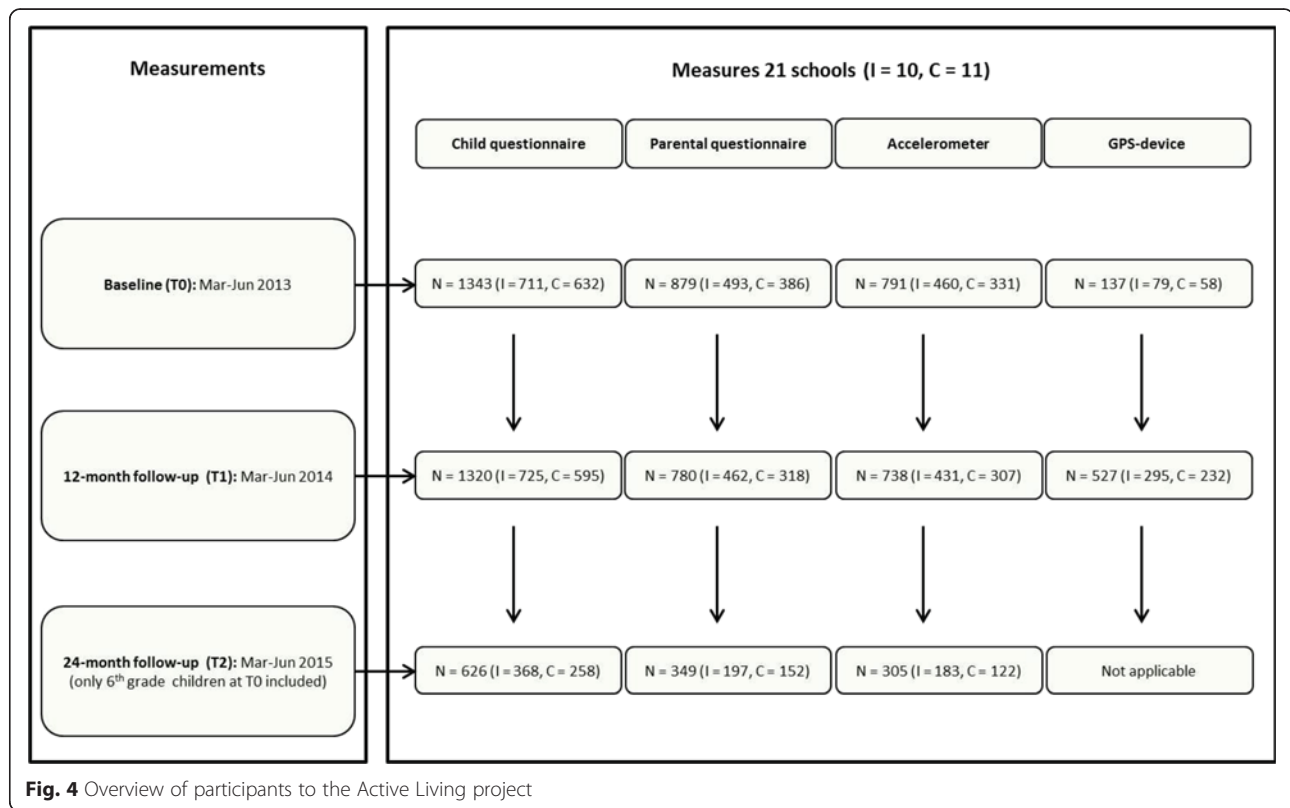 Measurements
Measures 21 schools (I = 10, C = 11)
Child questionnaire
Parental questionnaire
Accelerometer
GPS-device
Baseline (T0): Mar-Jun 2013
N = 1343 (I = 711, C = 632)
N = 879 (I = 493, C = 386)
N = 791 (I = 460, C = 331)
N = 137 (I = 79, C = 58)
12-month follow-up (T1): Mar-Jun 2014
N = 1320 (I = 725, C = 595)
N = 780 (I = 462, C = 318)
N = 738 (I = 431, C = 307)
N = 527 (I = 295, C = 232)
24-month follow-up (T2): Mar-Jun 2015
(only 6th grade children at T0 included)
N = 626 (I = 368, C = 258)
N = 349 (I = 197, C = 152)
N = 305 (I = 183, C = 122)
Not applicable
Fig. 4 Overview of participants to the Active Living project